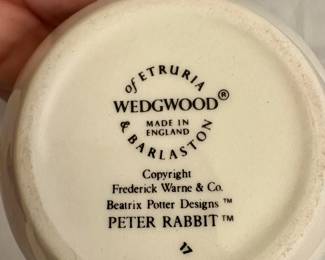 of ETRURIA
WEDGWOOD®
MADE IN
ENGLAND
& BARLASTON
Copyright
Frederick Warne & Co.
Beatrix Potter Designs ™
PETER RABBIT ™
17